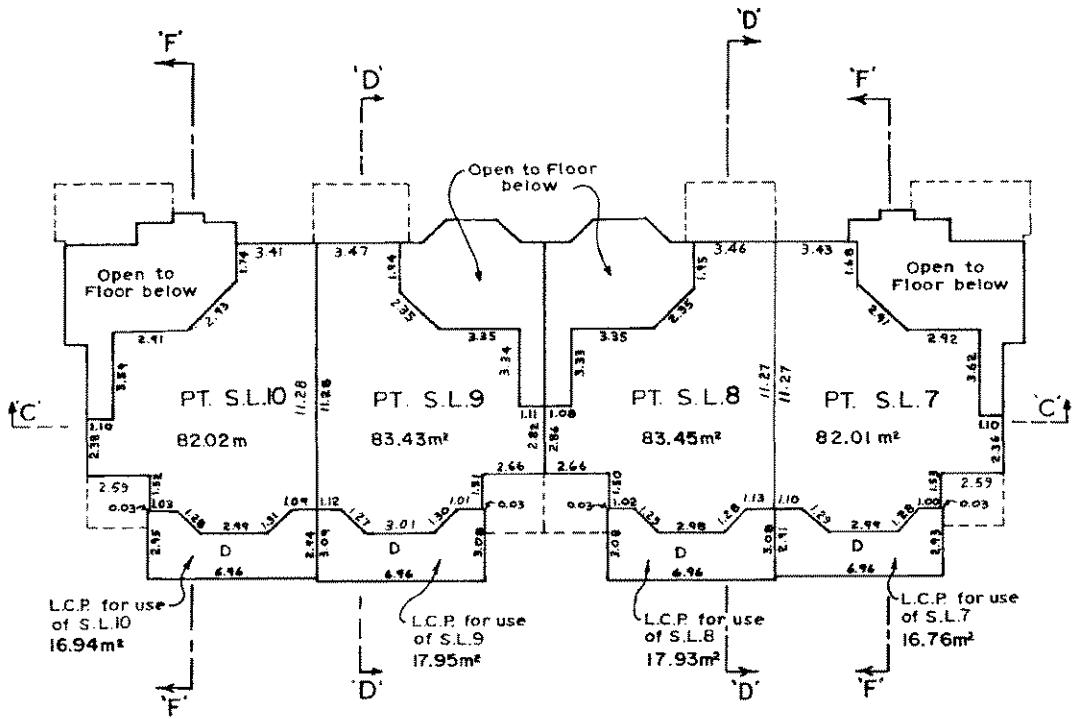 'F'
'D'
'D'
'F'
Open to Floor
below
3.41
3.47
3.46
3.43
1.74
1.94
1.95
1.68
Open to
Floor below
Open to
Floor below
2.93
2.35
2.35
2.91
2.91
3.35
3.35
2.92
3.59
3.34
3.33
3.62
PT. S.L.10
11.28
11.28
PT. S.L.9
PT. S.L.8
11.27
11.27
PT. S.L.7
'C'
'C'
1.10
1.11
1.08
1.10
82.02m
83.43m²
83.45m²
82.01 m²
2.38
2.82
2.86
2.36
2.59
2.66
2.66
2.59
1.52
1.51
1.50
1.53
0.03
1.03
1.28
2.99
1.31
1.09
1.12
1.27
3.01
1.30
1.01
0.03
0.03
1.02
1.25
2.98
1.28
1.13
1.10
1.29
2.99
1.28
1.00
0.03
2.95
D
2.94
3.09
D
3.08
3.08
D
3.08
2.91
D
2.93
6.96
6.96
6.96
6.96
L.C.P. for use
of S.L.10
16.94m²
L.C.P. for use
of S.L.9
17.95m²
L.C.P. for use
of S.L.8
17.93m²
L.C.P. for use
of S.L.7
16.76m²
'F'
'D'
'D'
'F'